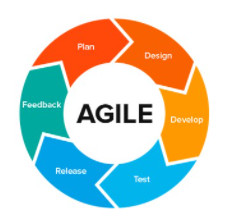 Plan
Design
Feedback
AGILE
Develop
Release
Test